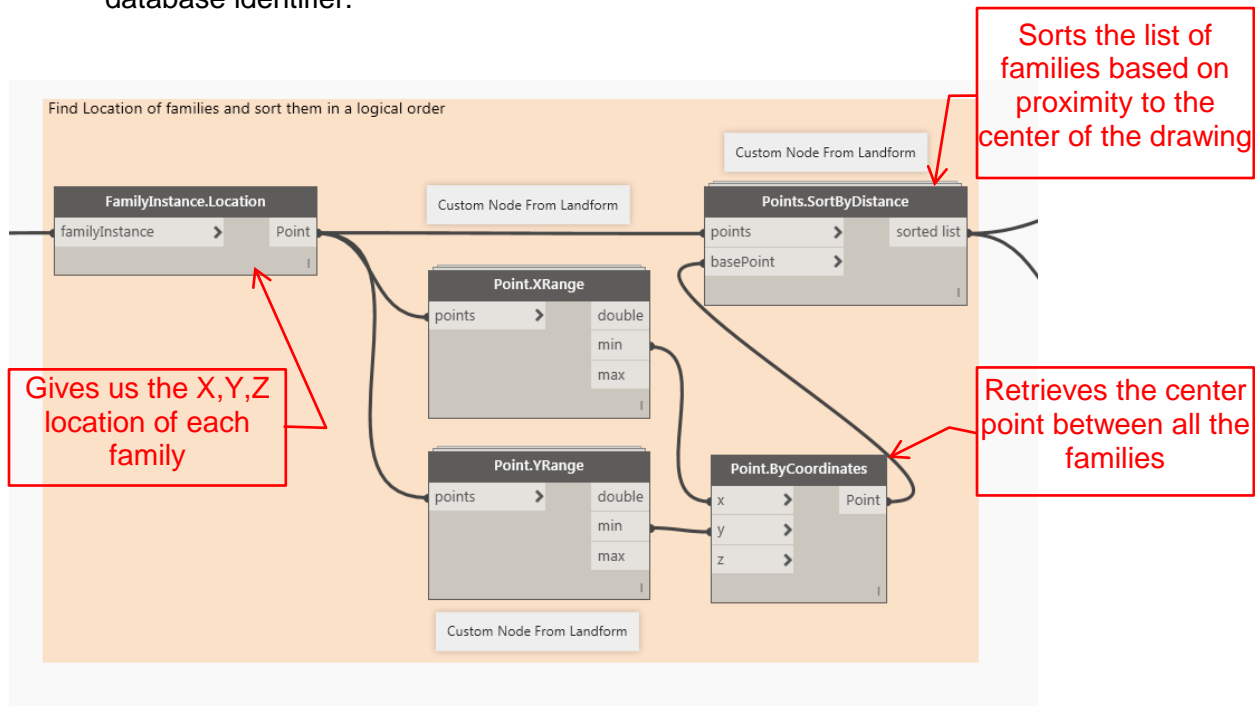 database identifier.
Sorts the list of
families based on
proximity to the
center of the drawing
Find Location of families and sort them in a logical order
Custom Node From Landform
FamilyInstance.Location
familyInstance > Point
Custom Node From Landform
Points.SortByDistance
points > sorted list
basePoint >
Point.XRange
points > double
min
max
Gives us the X,Y,Z
location of each
family
Retrieves the center
point between all the
families
Point.YRange
points > double
min
max
Point.ByCoordinates
x > Point
y >
z >
Custom Node From Landform